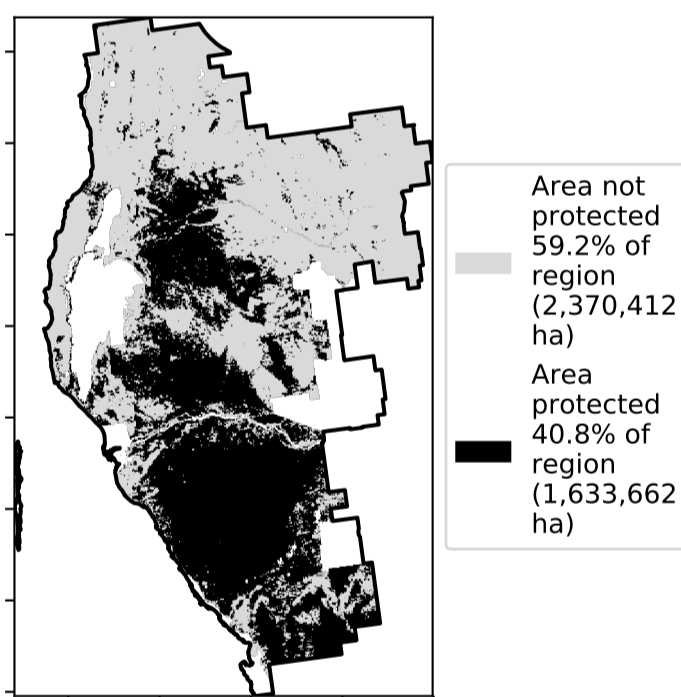 Area not
protected
59.2% of
region
(2,370,412
ha)
Area
protected
40.8% of
region
(1,633,662
ha)